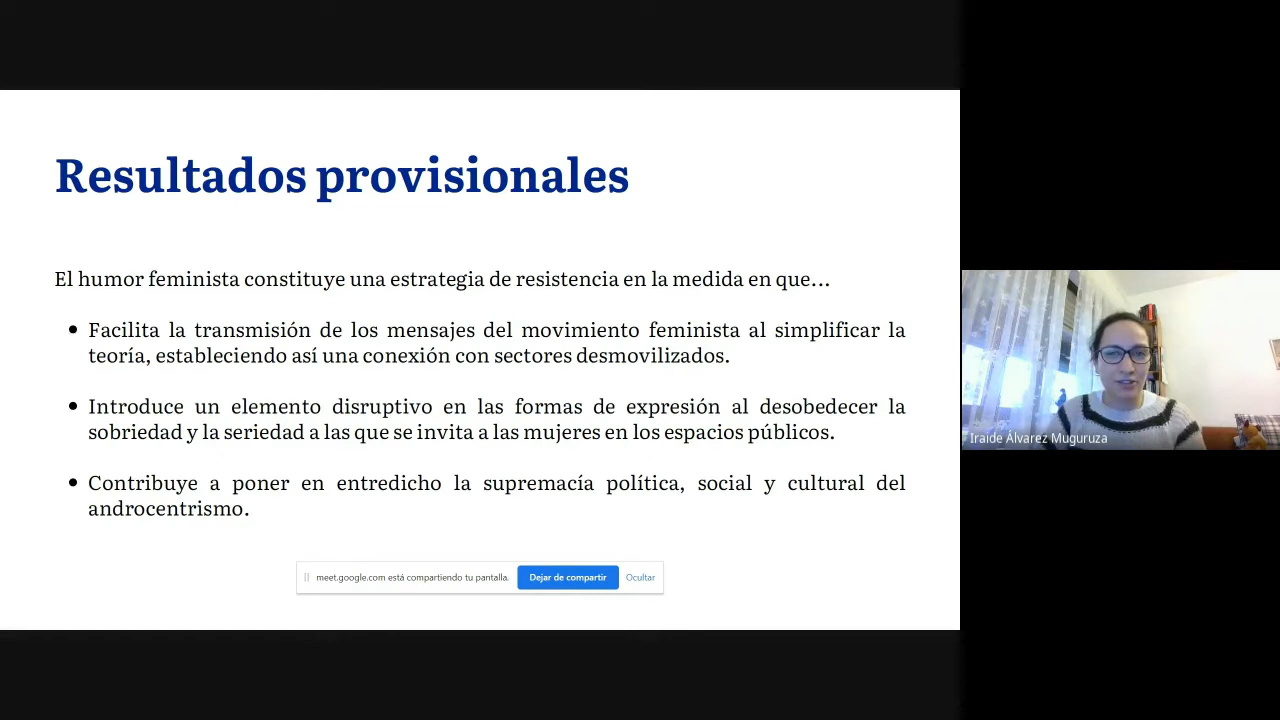 Resultados provisionales
El humor feminista constituye una estrategia de resistencia en la medida en que...
• Facilita la transmisión de los mensajes del movimiento feminista al simplificar la
teoría, estableciendo así una conexión con sectores desmovilizados.
• Introduce un elemento disruptivo en las formas de expresión al desobedecer la
sobriedad y la seriedad a las que se invita a las mujeres en los espacios públicos.
• Contribuye a poner en entredicho la supremacía política, social y cultural del
androcentrismo.
meet.google.com está compartiendo tu pantalla. Dejar de compartir Ocultar
Iraide Álvarez Muguruza